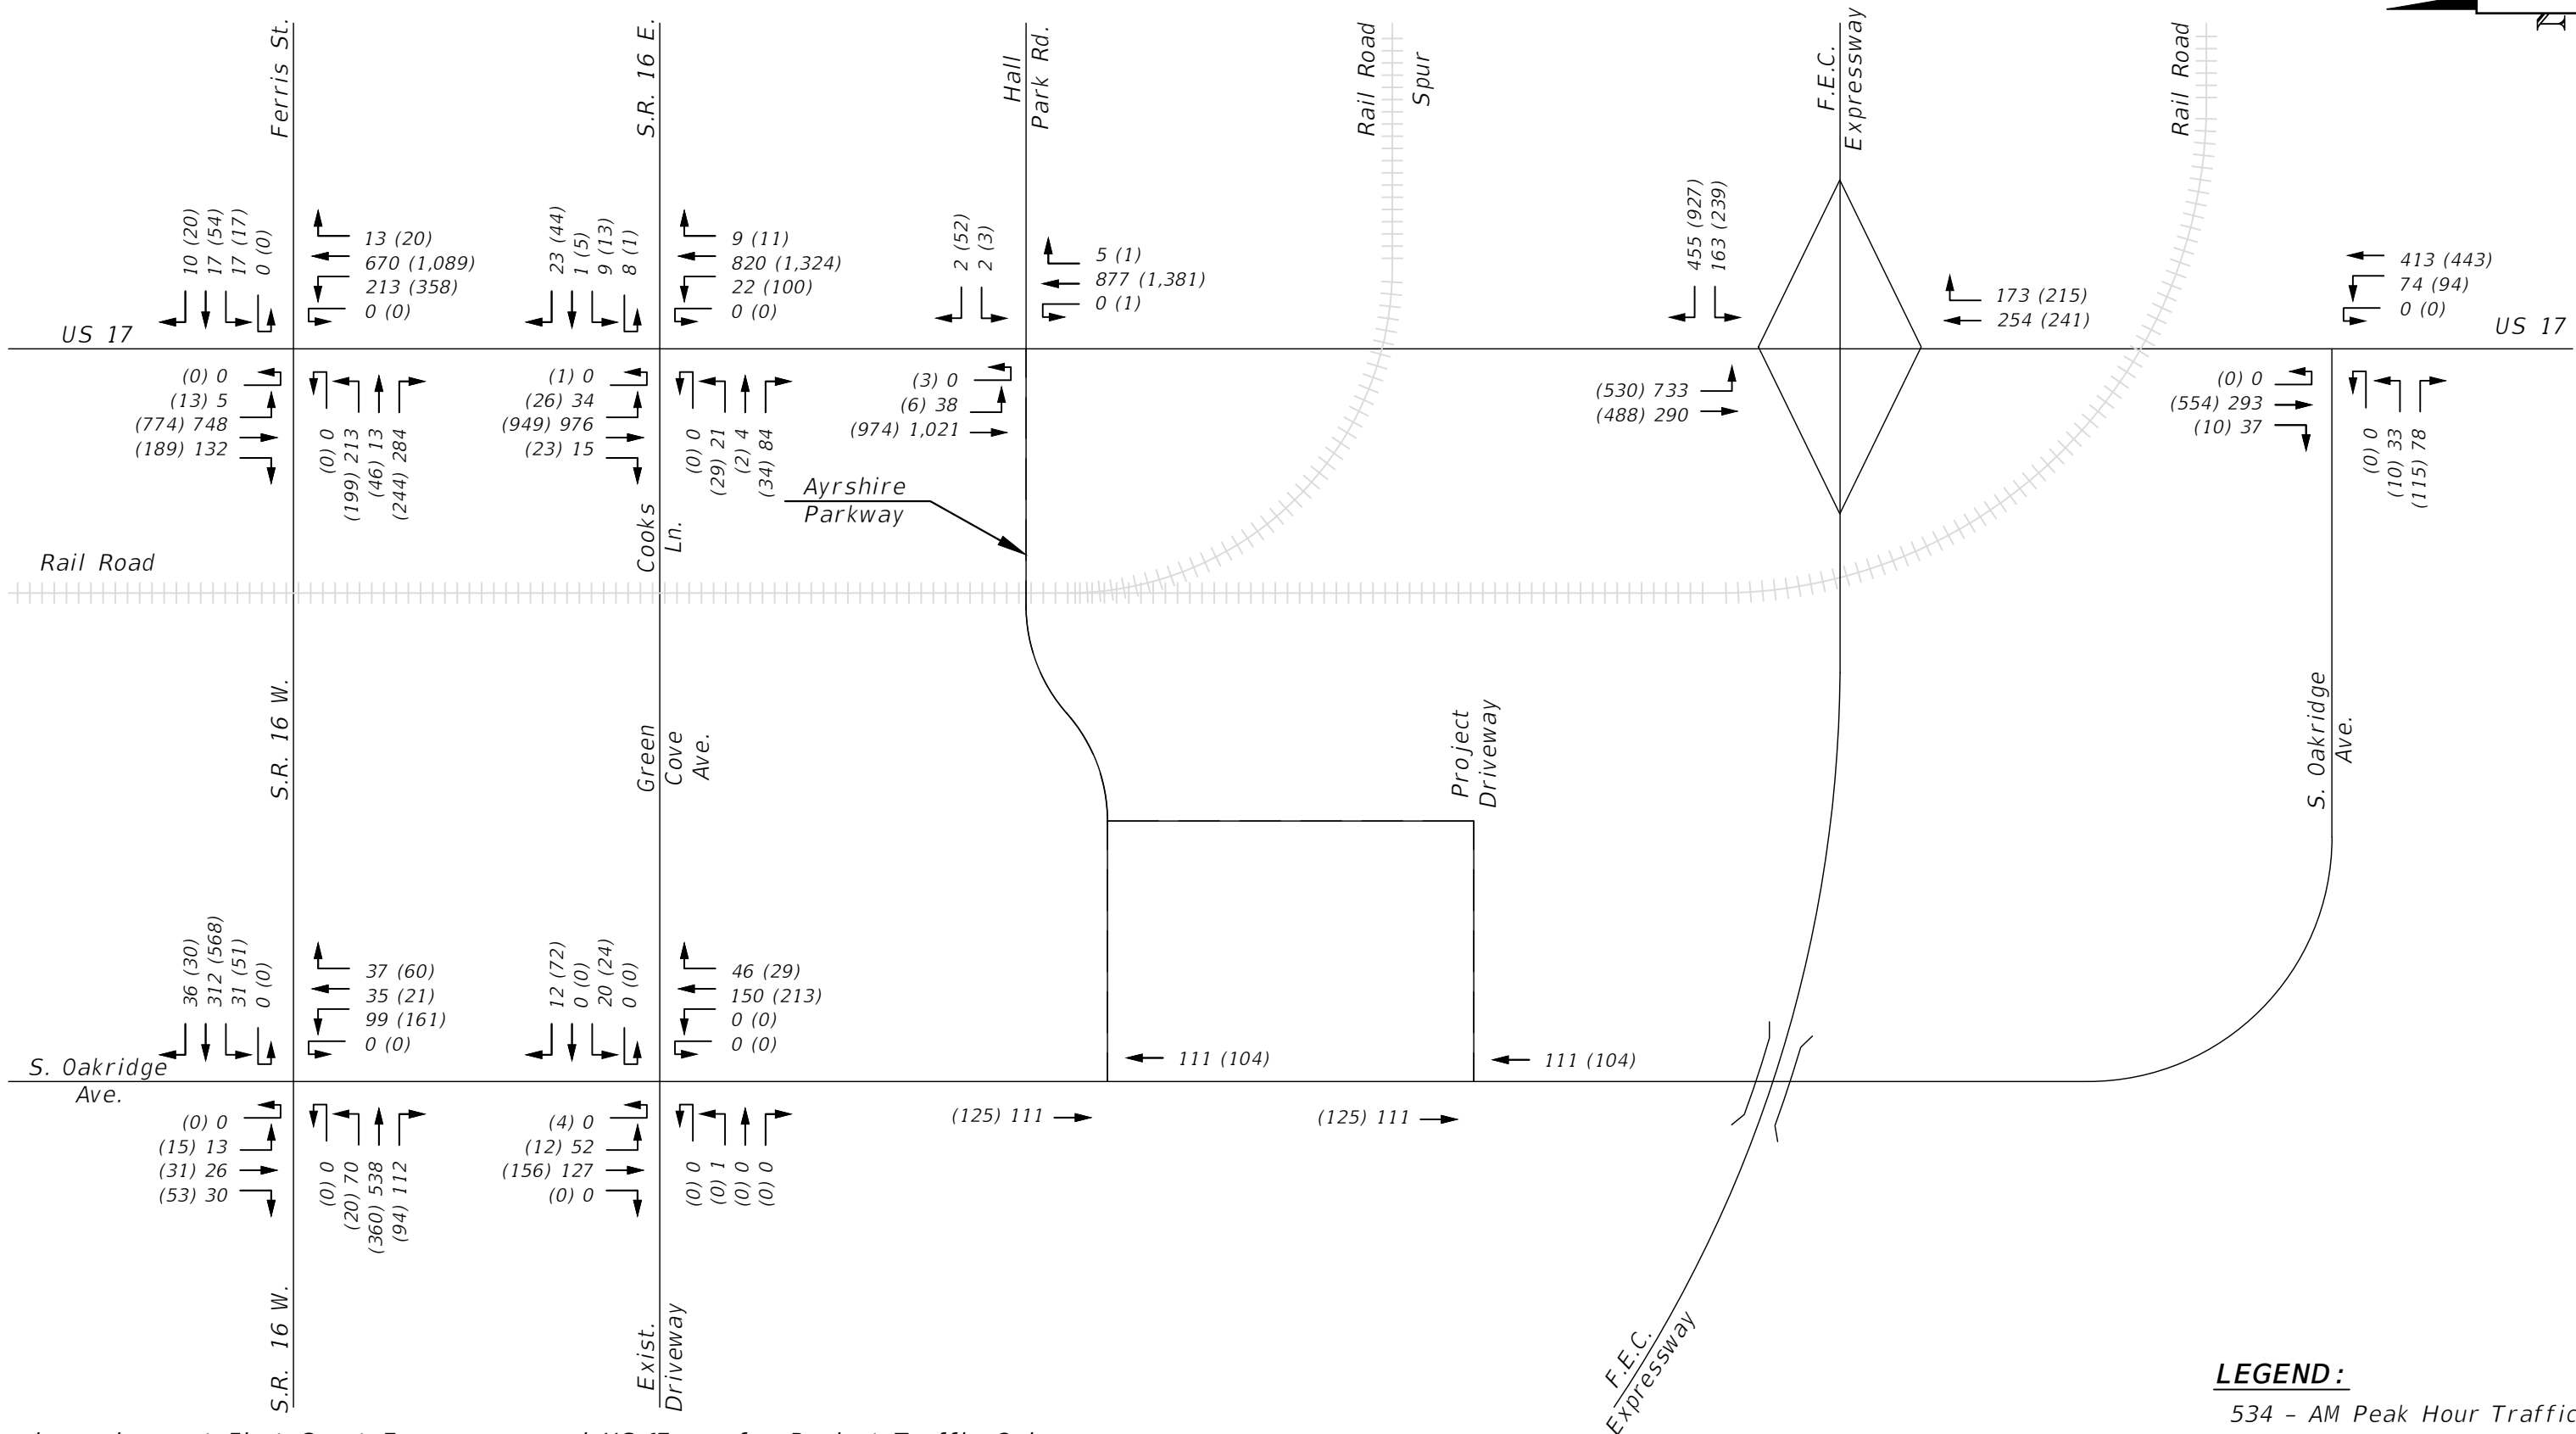 Ferris St.
S.R. 16 E.
Hall
Park Rd.
Rail Road
Spur
F.E.C.
Expressway
Rail Road
10 (20)
17 (54)
17 (17)
0 (0)
13 (20)
670 (1,089)
213 (358)
0 (0)
23 (44)
1 (5)
9 (13)
8 (1)
9 (11)
820 (1,324)
22 (100)
0 (0)
2 (52)
2 (3)
5 (1)
877 (1,381)
0 (1)
455 (927)
163 (239)
173 (215)
254 (241)
413 (443)
74 (94)
0 (0)
US 17
US 17
(0) 0
(13) 5
(774) 748
(189) 132
(0) 0
(199) 213
(46) 13
(244) 284
(1) 0
(26) 34
(949) 976
(23) 15
(0) 0
(29) 21
(2) 4
(34) 84
(3) 0
(6) 38
(974) 1,021
(530) 733
(488) 290
(0) 0
(554) 293
(10) 37
(0) 0
(10) 33
(115) 78
Ayrshire
Parkway
Cooks
Ln.
Rail Road
S.R. 16 W.
Green
Cove
Ave.
Project
Driveway
S. Oakridge
Ave.
36 (30)
312 (568)
31 (51)
0 (0)
37 (60)
35 (21)
99 (161)
0 (0)
12 (72)
0 (0)
20 (24)
0 (0)
46 (29)
150 (213)
0 (0)
0 (0)
111 (104)
111 (104)
S. Oakridge
Ave.
(0) 0
(15) 13
(31) 26
(53) 30
(0) 0
(20) 70
(360) 538
(94) 112
(4) 0
(12) 52
(156) 127
(0) 0
(0) 0
(0) 1
(0) 0
(0) 0
(125) 111
(125) 111
S.R. 16 W.
Exist.
Driveway
F.E.C.
Expressway
LEGEND:
534 - AM Peak Hour Traffic